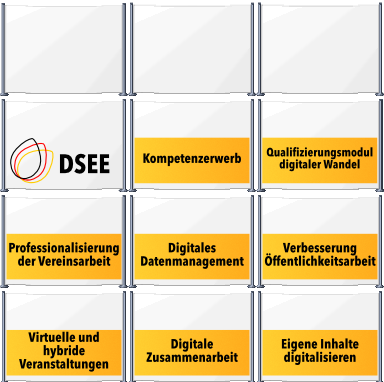 DSEE
Kompetenzerwerb
Qualifizierungsmodul
digitaler Wandel
Professionalisierung
der Vereinsarbeit
Digitales
Datenmanagement
Verbesserung
Öffentlichkeitsarbeit
Virtuelle und
hybride
Veranstaltungen
Digitale
Zusammenarbeit
Eigene Inhalte
digitalisieren